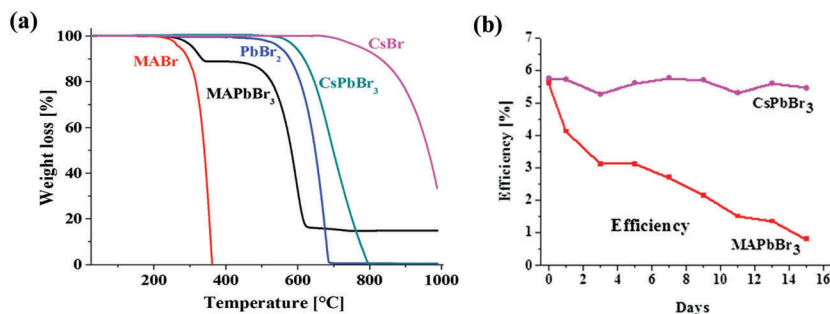 (a)
Weight loss [%]
100
80
60
40
20
0
MABr
MAPbBr₃
PbBr₂
CsPbBr₃
CsBr
200
400
600
800
1000
Temperature [°C]
(b)
Efficiency [%]
7
6
5
4
3
2
1
0
CsPbBr₃
Efficiency
MAPbBr₃
0
2
4
6
8
10
12
14
16
Days